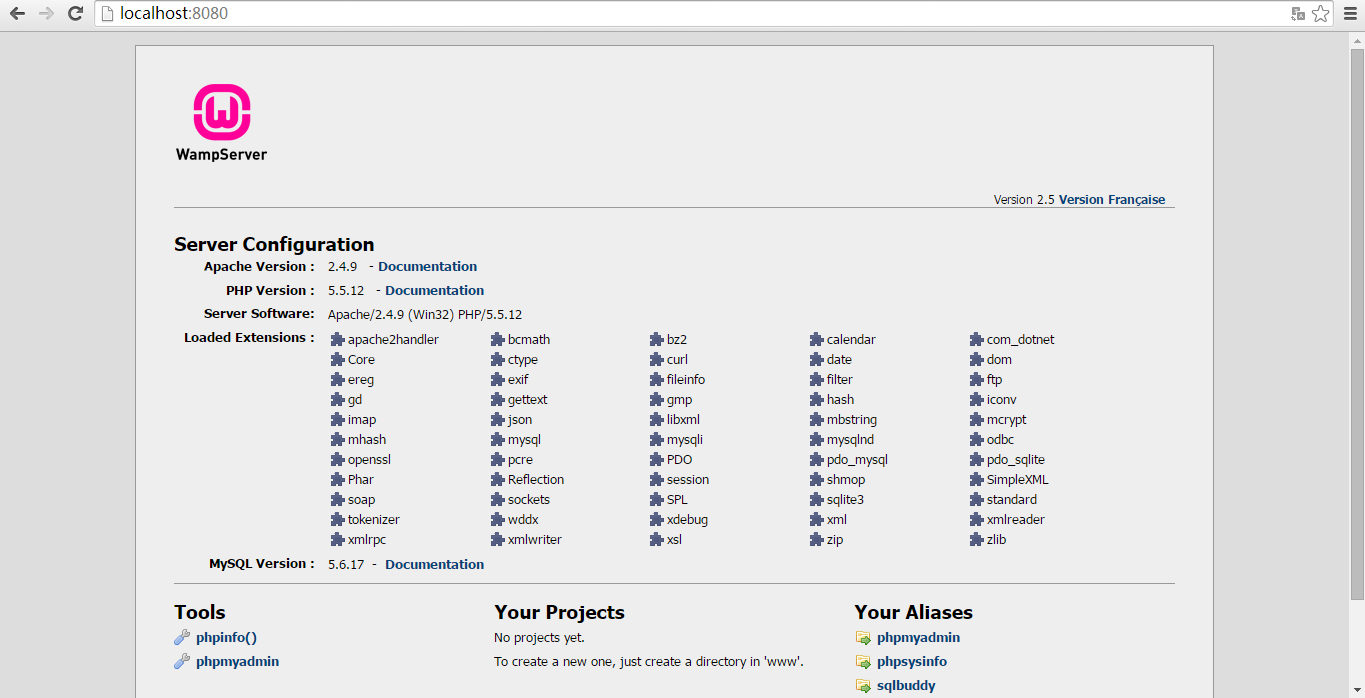 localhost:8080
WampServer
Version 2.5 Version Française
Server Configuration
Apache Version : 2.4.9 - Documentation
PHP Version : 5.5.12 - Documentation
Server Software: Apache/2.4.9 (Win32) PHP/5.5.12
Loaded Extensions : apache2handler bcmath bz2 calendar com_dotnet
Core ctype curl date dom
ereg exif fileinfo filter ftp
gd gettext gmp hash iconv
imap json libxml mbstring mcrypt
mhash mysql mysqli mysqlnd odbc
openssl pcre PDO pdo_mysql pdo_sqlite
Phar Reflection session shmop SimpleXML
soap sockets SPL sqlite3 standard
tokenizer wddx xdebug xml xmlreader
xmlrpc xmlwriter xsl zip zlib
MySQL Version : 5.6.17 - Documentation
Tools
phpinfo()
phpmyadmin
Your Projects
No projects yet.
To create a new one, just create a directory in 'www'.
Your Aliases
phpmyadmin
phpsysinfo
sqlbuddy